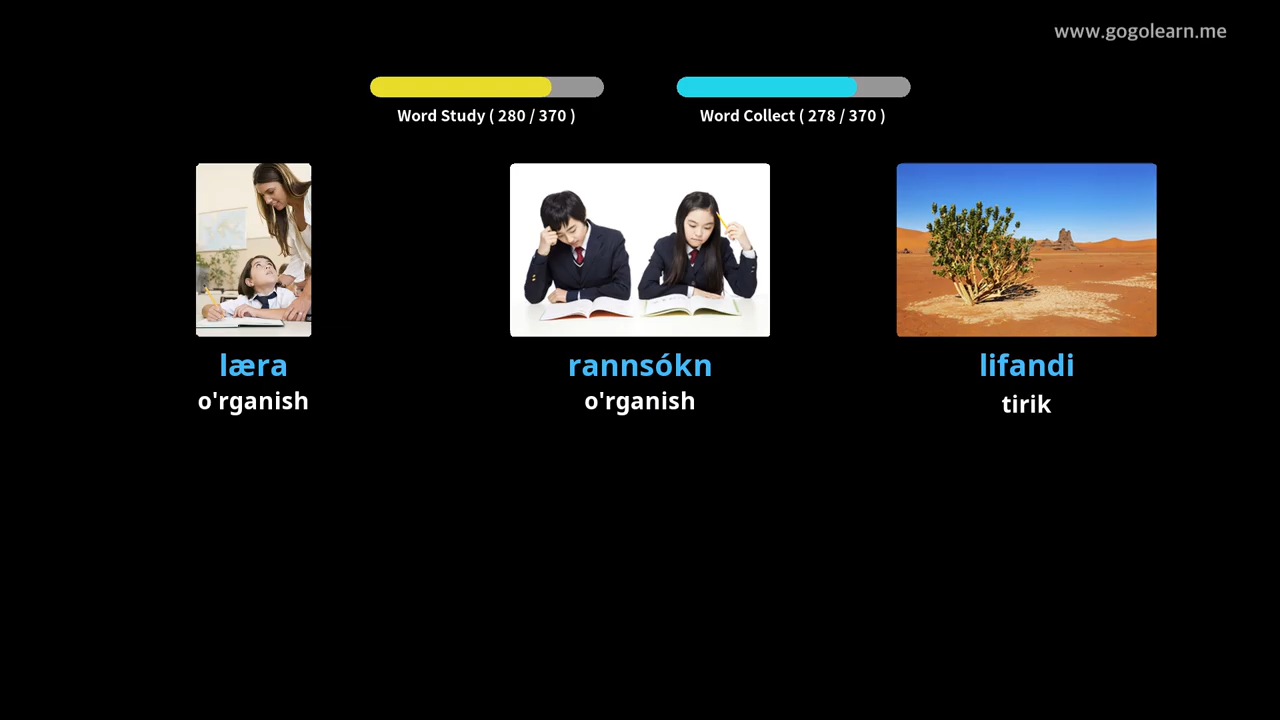 www.gogolearn.me
Word Study ( 280 / 370 )
Word Collect ( 278 / 370 )
læra
o'rganish
rannsókn
o'rganish
lifandi
tirik